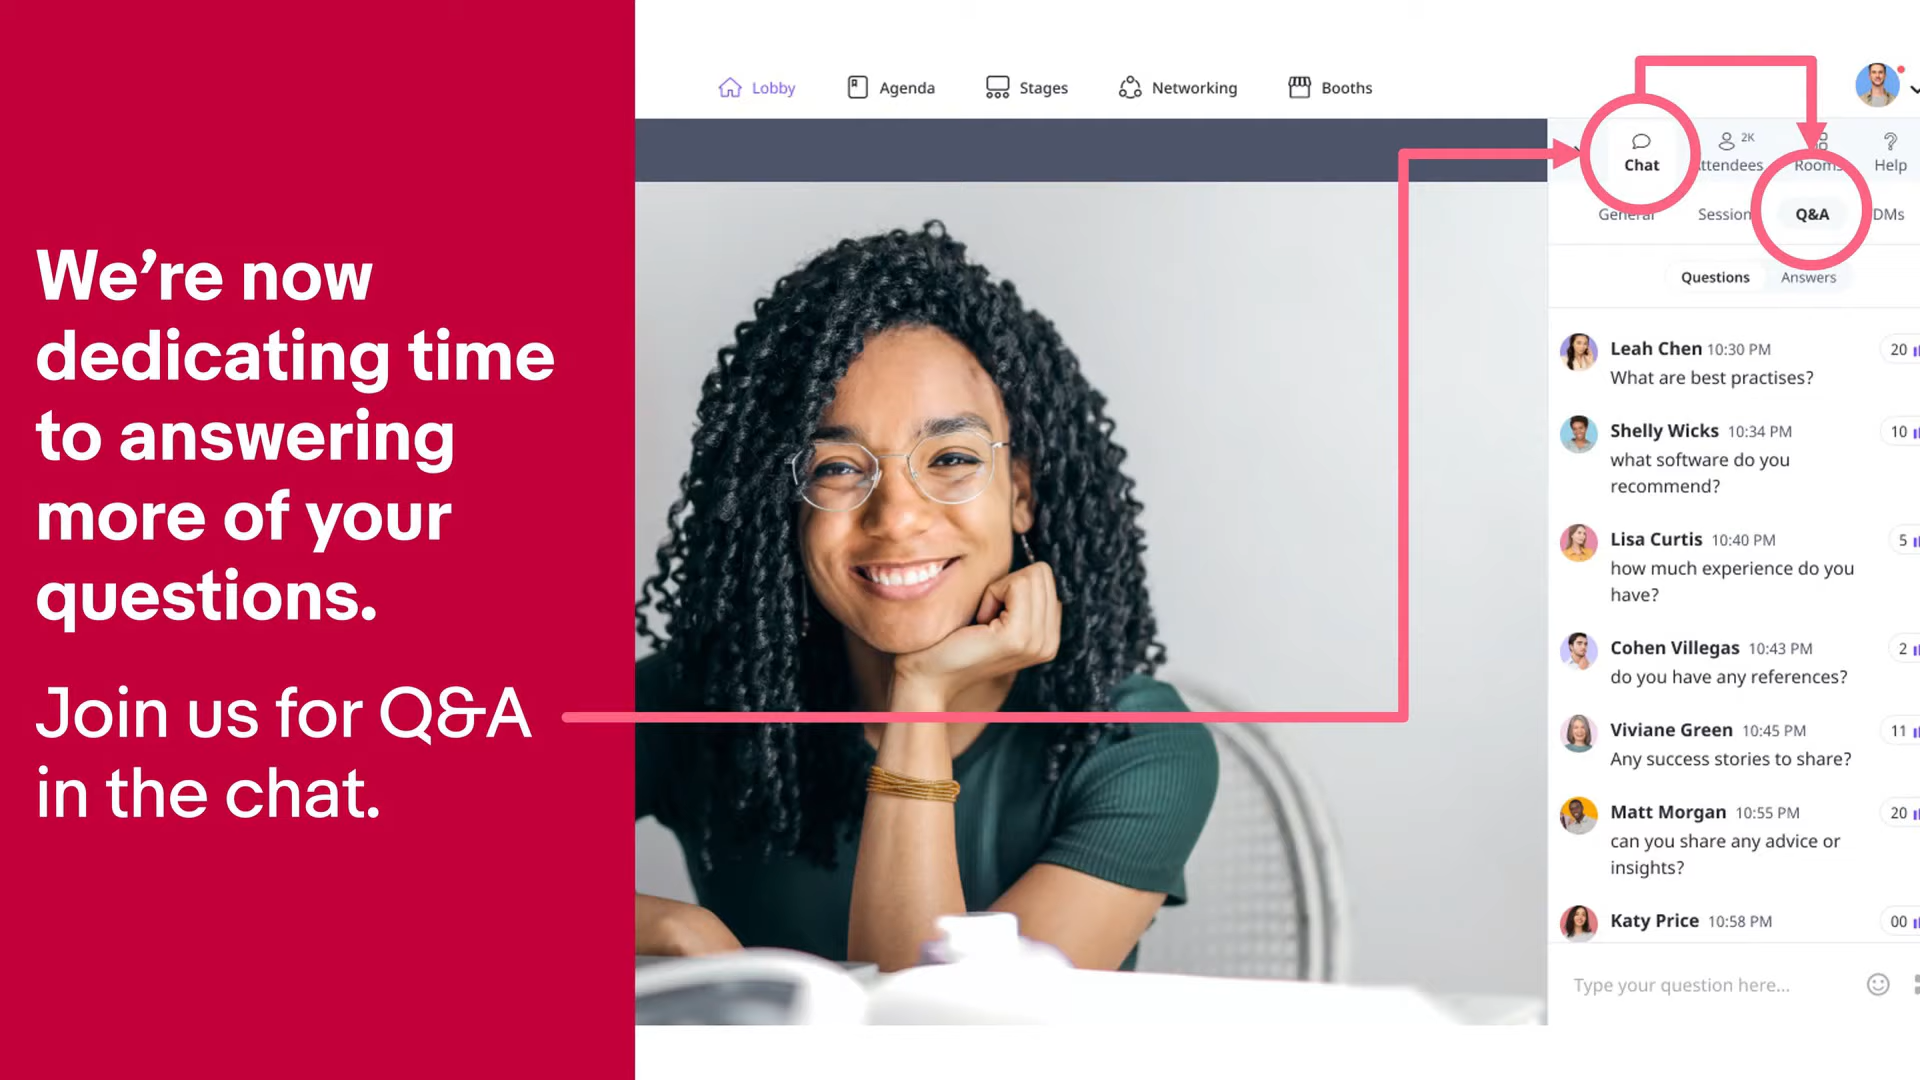 We're now
dedicating time
to answering
more of your
questions.
Join us for Q&A
in the chat.
Lobby
Agenda
Stages
Networking
Booths
Chat
2K
ttendees
Rooms
Help
General
Session
Q&A
DMs
Questions
Answers
Leah Chen 10:30 PM
20
What are best practises?
Shelly Wicks 10:34 PM
10
what software do you
recommend?
Lisa Curtis 10:40 PM
5
how much experience do you
have?
Cohen Villegas 10:43 PM
2
do you have any references?
Viviane Green 10:45 PM
11
Any success stories to share?
Matt Morgan 10:55 PM
20
can you share any advice or
insights?
Katy Price 10:58 PM
00
Type your question here...